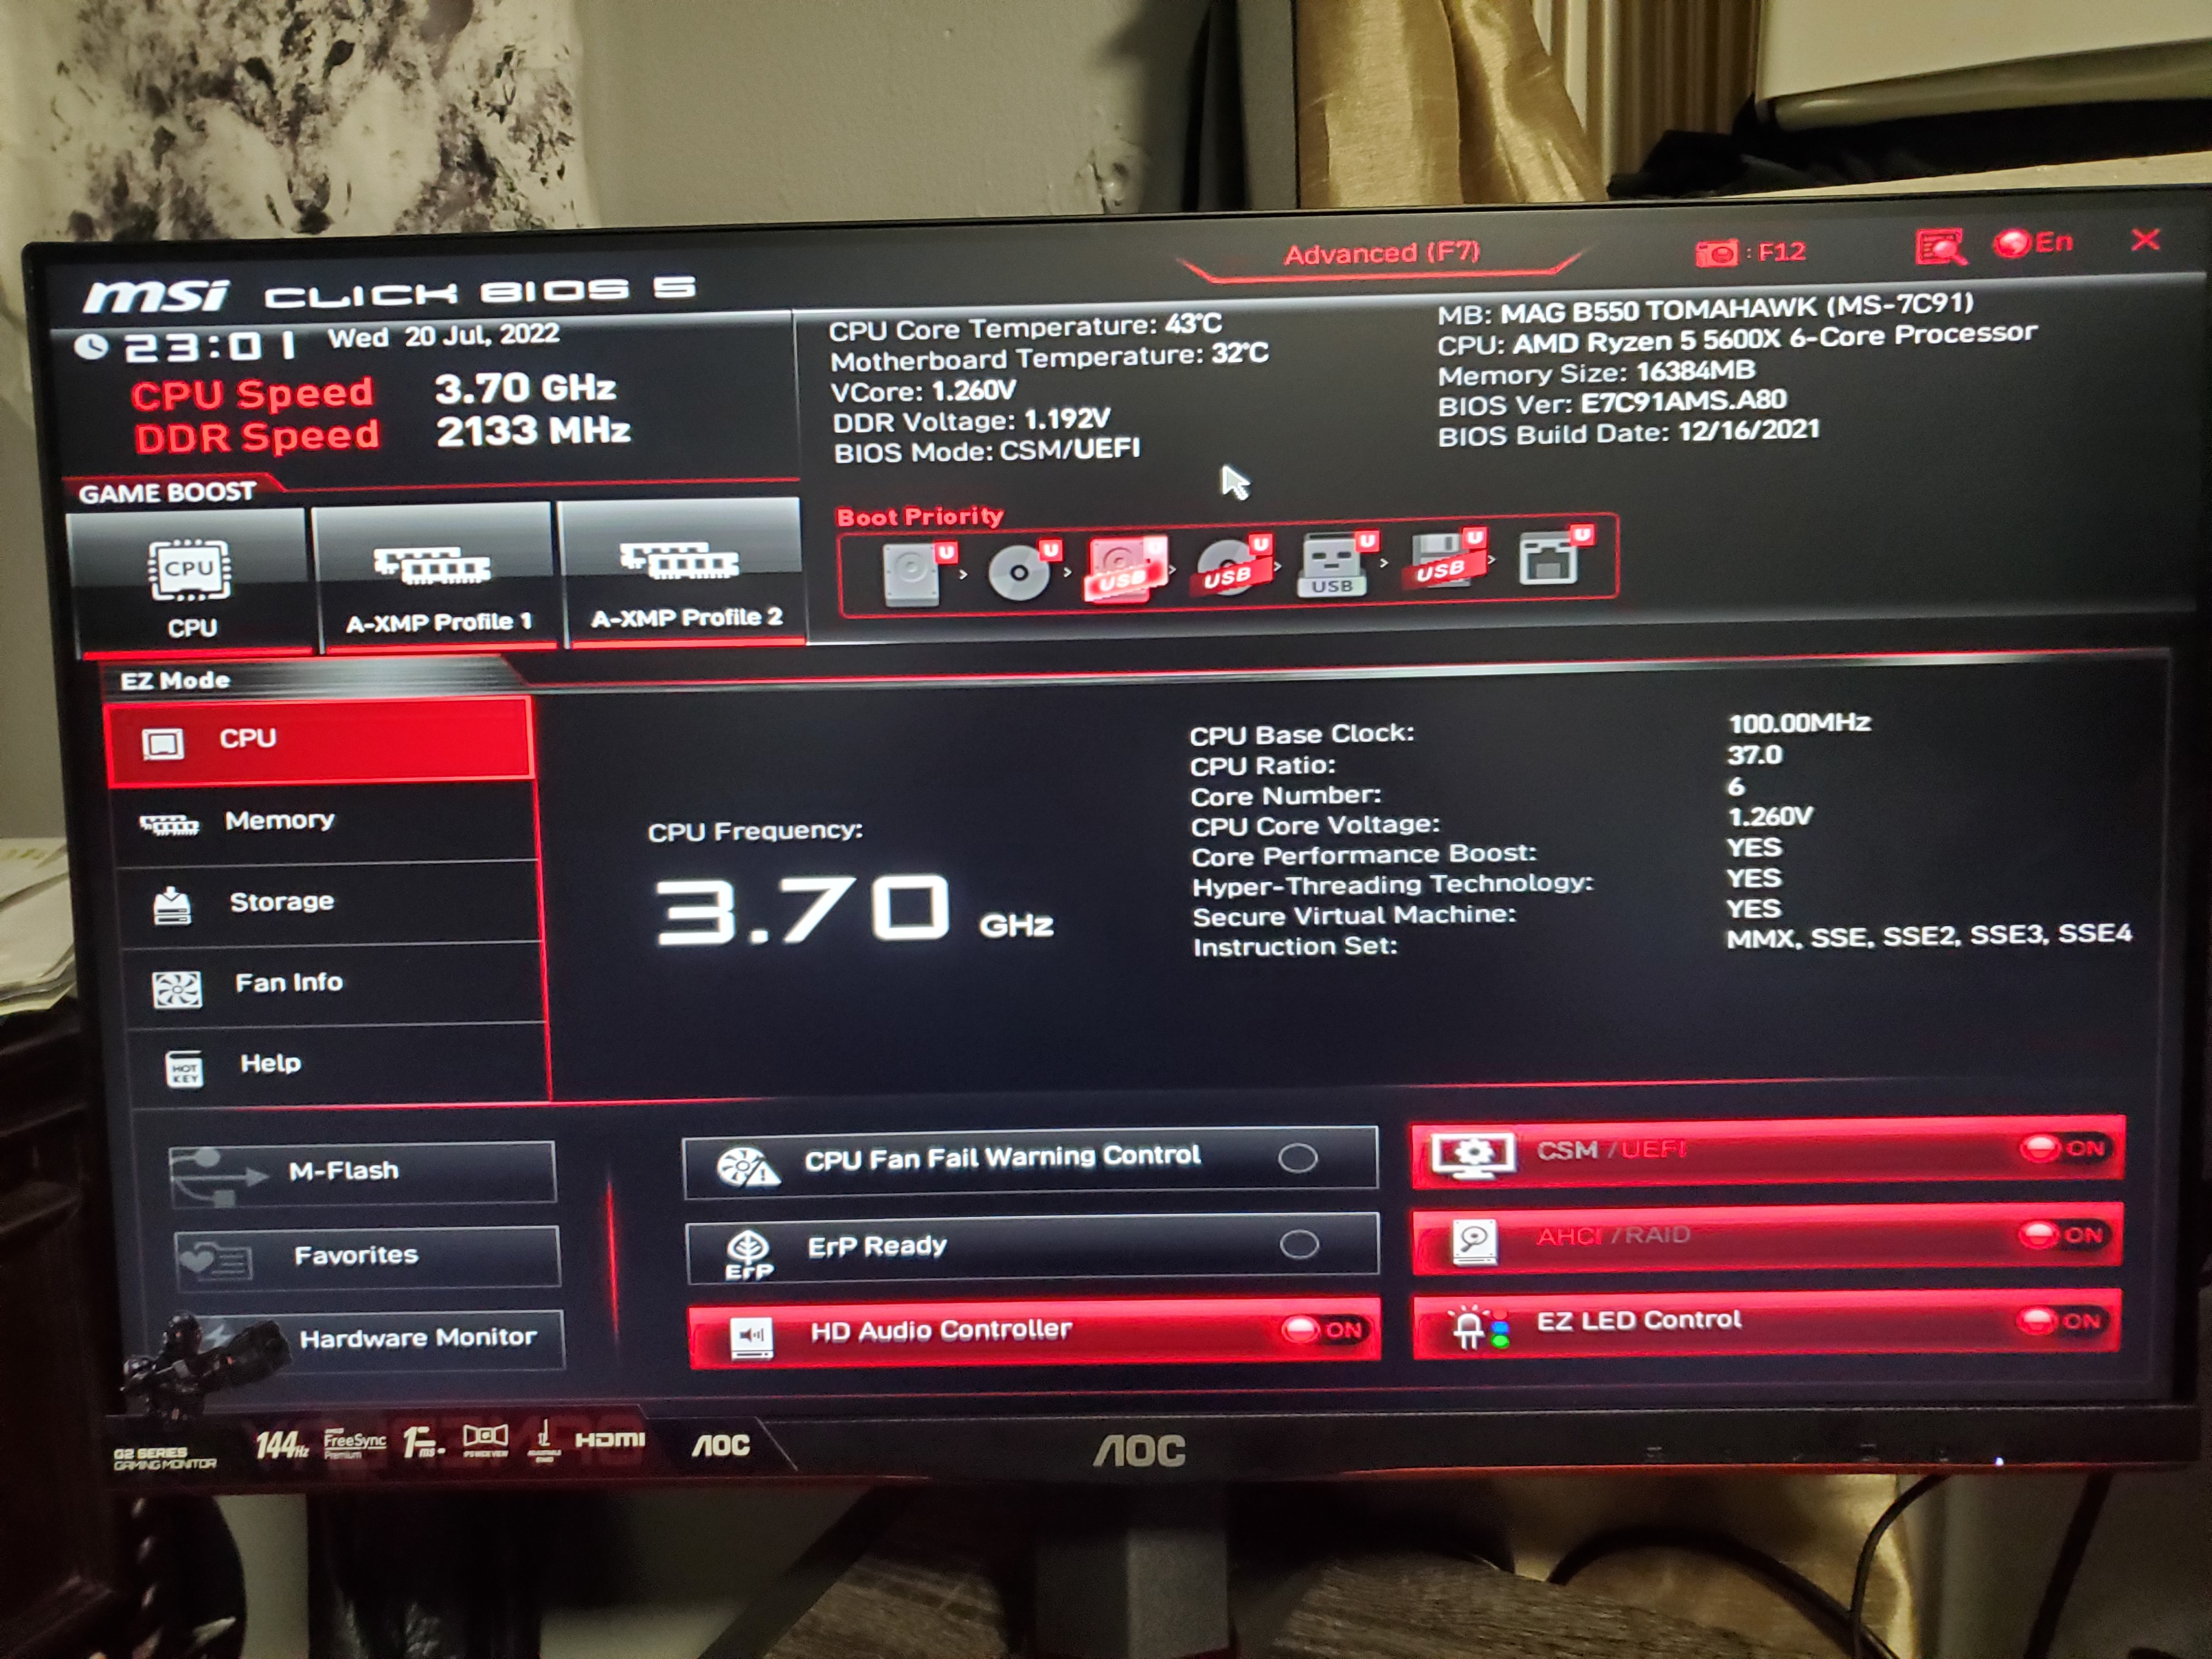 msi CLICK BIOS 5
Advanced (F7)
: F12
En
X
23:01 Wed 20 Jul, 2022
CPU Speed 3.70 GHz
DDR Speed 2133 MHz
CPU Core Temperature: 43°C
Motherboard Temperature: 32°C
VCore: 1.260V
DDR Voltage: 1.192V
BIOS Mode: CSM/UEFI
MB: MAG B550 TOMAHAWK (MS-7C91)
CPU: AMD Ryzen 5 5600X 6-Core Processor
Memory Size: 16384MB
BIOS Ver: E7C91AMS.A80
BIOS Build Date: 12/16/2021
GAME BOOST
CPU
CPU
A-XMP Profile 1
A-XMP Profile 2
Boot Priority
U U U U U U U
USB USB USB USB
EZ Mode
CPU
Memory
Storage
Fan Info
HOT KEY
Help
CPU Frequency:
3.70 GHz
CPU Base Clock: 100.00MHz
CPU Ratio: 37.0
Core Number: 6
CPU Core Voltage: 1.260V
Core Performance Boost: YES
Hyper-Threading Technology: YES
Secure Virtual Machine: YES
Instruction Set: MMX, SSE, SSE2, SSE3, SSE4
M-Flash
Favorites
Hardware Monitor
CPU Fan Fail Warning Control
ErP
ErP Ready
HD Audio Controller ON
CSM /UEFI ON
AHCI /RAID ON
EZ LED Control ON
G2 SERIES
GAMING MONITOR
144Hz
FreeSync
Premium
1ms
HDMI
AOC
AOC